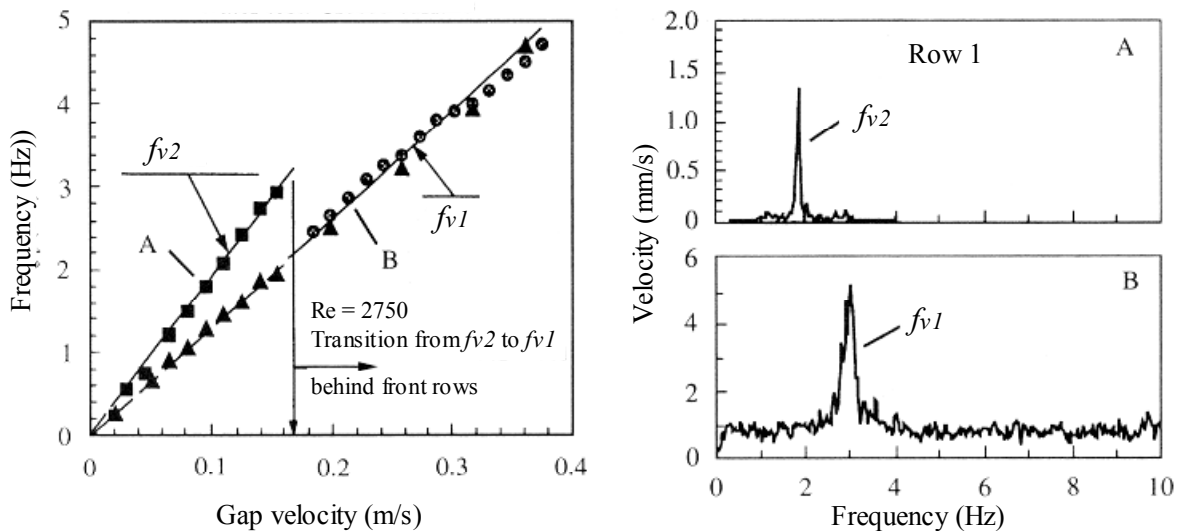 5
4
3
2
1
0
Frequency (Hz))
fv2
A
B
fv1
Re = 2750
Transition from fv2 to fv1
behind front rows
0
0.1
0.2
0.3
0.4
Gap velocity (m/s)
2.0
1.5
1.0
0.5
0
Row 1
A
fv2
Velocity (mm/s)
6
4
2
0
B
fv1
0
2
4
6
8
10
Frequency (Hz)